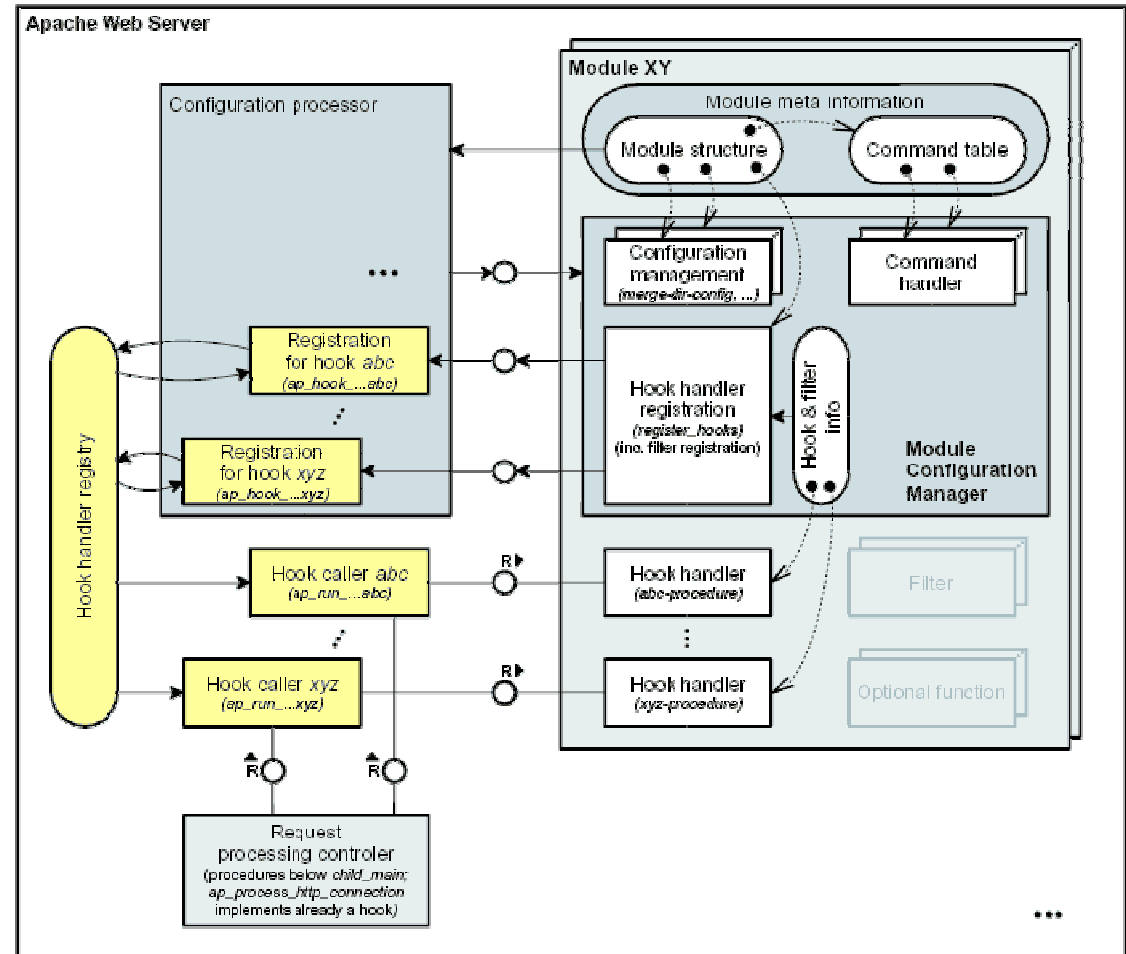 Apache Web Server
Module XY
Module meta information
Configuration processor
Module structure
Command table
Configuration
management
(merge-dir-config, ...)
Command
handler
Registration
for hook abc
(ap_hook_...abc)
Hook handler
registration
(register_hooks)
(inc. filter registration)
Hook & filter
info
Module
Configuration
Manager
Registration
for hook xyz
(ap_hook_...xyz)
Hook handler registry
Hook caller abc
(ap_run_...abc)
R
Hook handler
(abc-procedure)
Filter
Hook caller xyz
(ap_run_...xyz)
R
Hook handler
(xyz-procedure)
Optional function
R
R
Request
processing controler
(procedures below child_main;
ap_process_http_connection
implements already a hook)